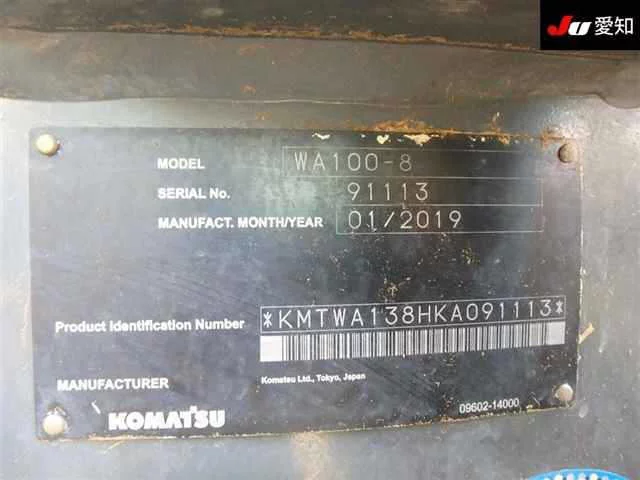 Ju 愛知
MODEL WA100-8
SERIAL No. 91113
MANUFACT. MONTH/YEAR 01/2019
Product Identification Number *KMTWA138HKA091113*
MANUFACTURER Komatsu Ltd., Tokyo, Japan
KOMATSU 09602-14000